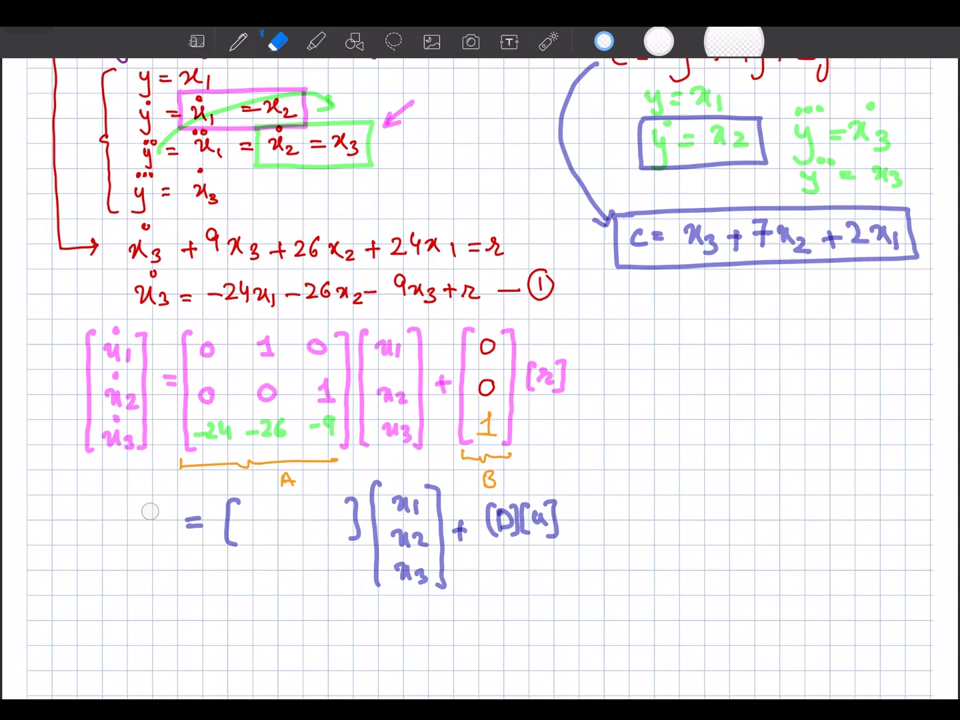 y = x1
ẏ = ẋ1 = x2
ÿ = ẍ1 = ẋ2 = x3
y⃛ = ẋ3
ẋ3 + 9x3 + 26x2 + 24x1 = r
ẋ3 = -24x1 - 26x2 - 9x3 + r — ①
y = x1
ẏ = x2
y⃛ = ẋ3
ÿ = x3
c = x3 + 7x2 + 2x1
[ẋ1] = [0 1 0] [x1] + [0] [r]
[ẋ2] [0 0 1] [x2] [0]
[ẋ3] [-24 -26 -9] [x3] [1]
A B
= [ ] [x1] + [D][u]
[x2]
[x3]